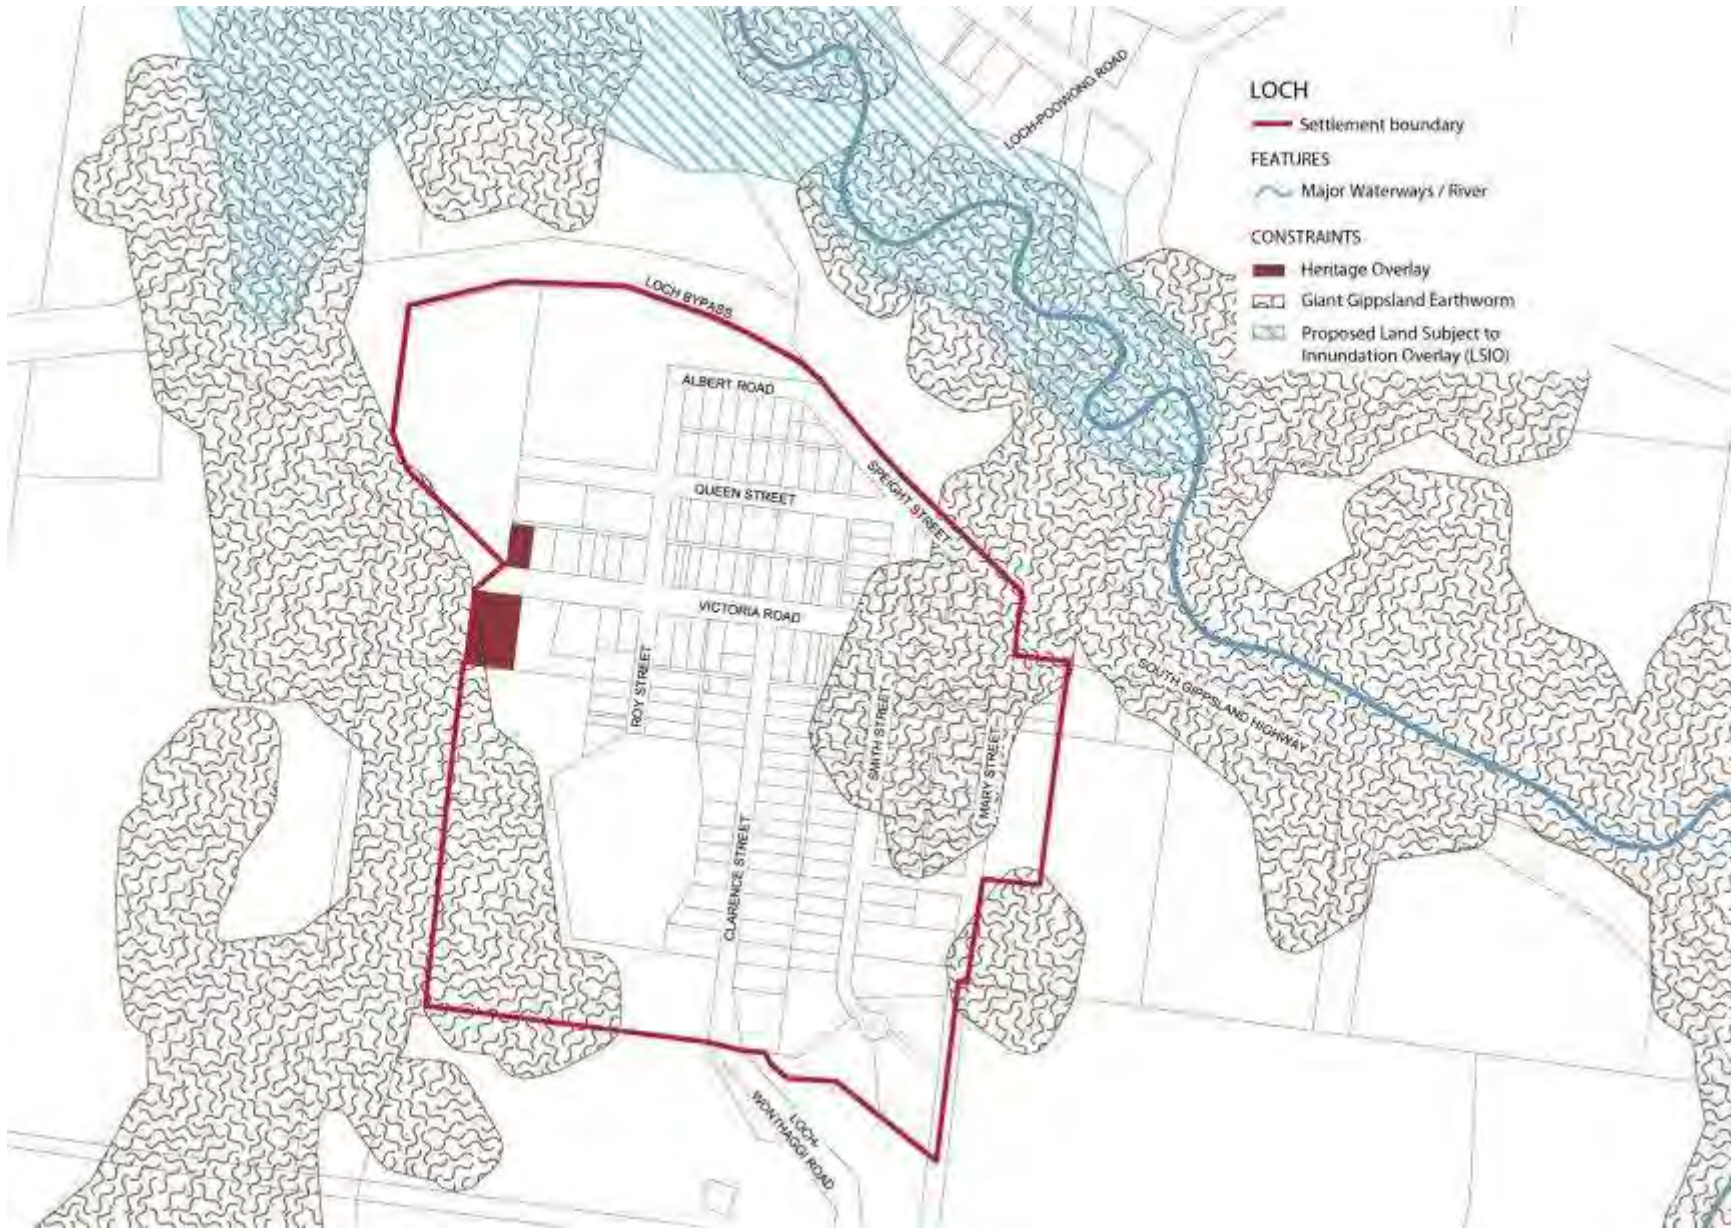 LOCH
Settlement boundary
FEATURES
Major Waterways / River
CONSTRAINTS
Heritage Overlay
Giant Gippsland Earthworm
Proposed Land Subject to
Innundation Overlay (LSIO)
LOCH-POOWONG ROAD
LOCH BYPASS
ALBERT ROAD
QUEEN STREET
SPEIGHT STREET
VICTORIA ROAD
ROY STREET
SMITH STREET
MARY STREET
SOUTH GIPPSLAND HIGHWAY
CLARENCE STREET
LOCH-
WONTHAGGI ROAD